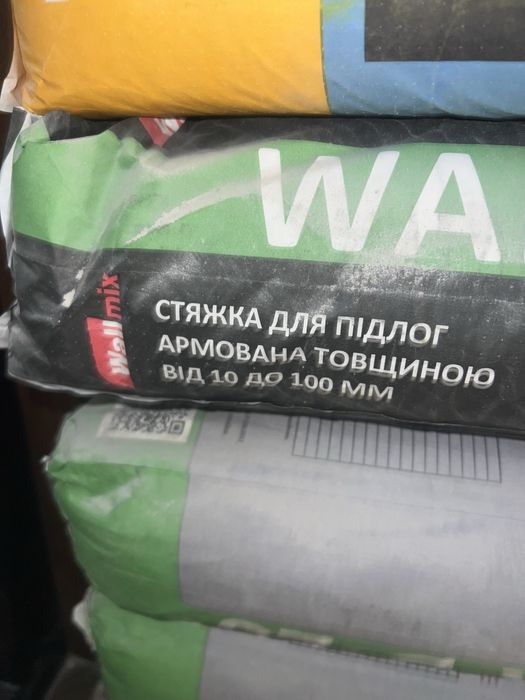 WA
Wallmix
СТЯЖКА ДЛЯ ПІДЛОГ
АРМОВАНА ТОВЩИНОЮ
ВІД 10 ДО 100 ММ